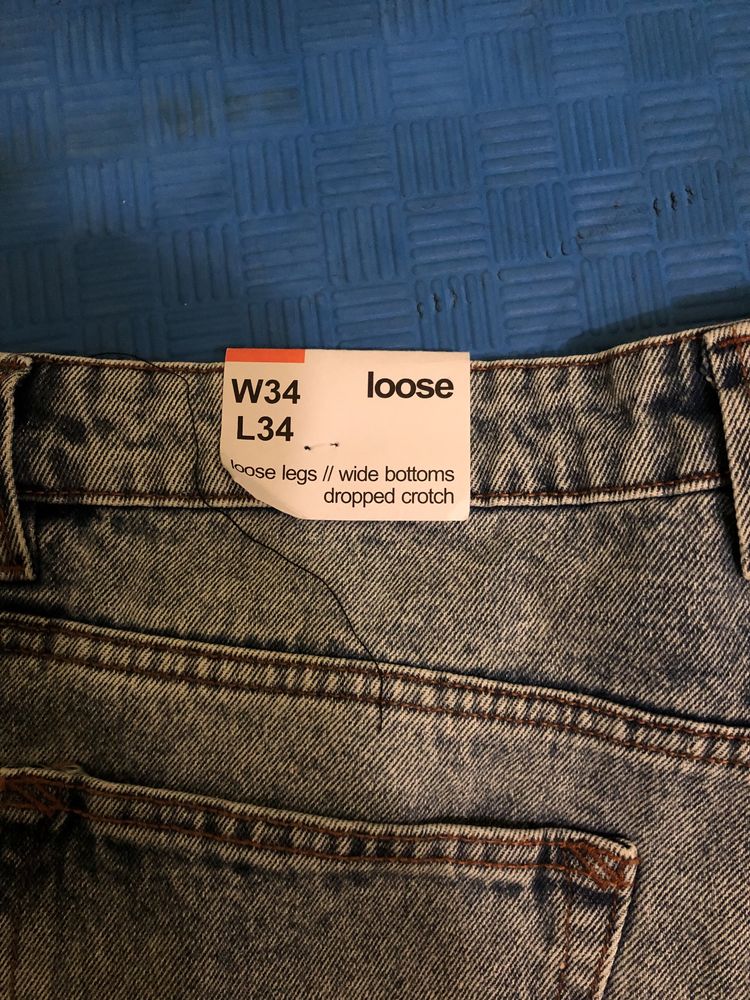 W34
L34
loose
loose legs // wide bottoms
dropped crotch